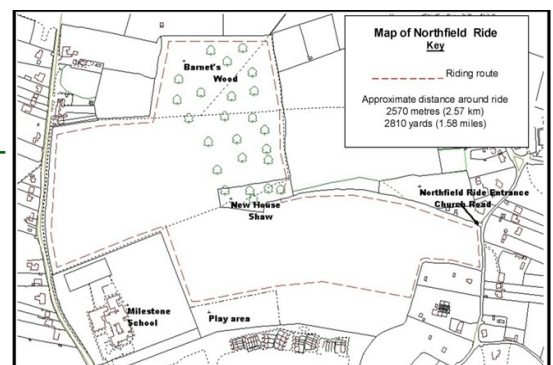 Map of Northfield Ride
Key
Riding route
Approximate distance around ride
2570 metres (2.57 km)
2810 yards (1.58 miles)
Barnet's
Wood
Northfield Ride Entrance
Church Road
New House
Shaw
Milestone
School
Play area